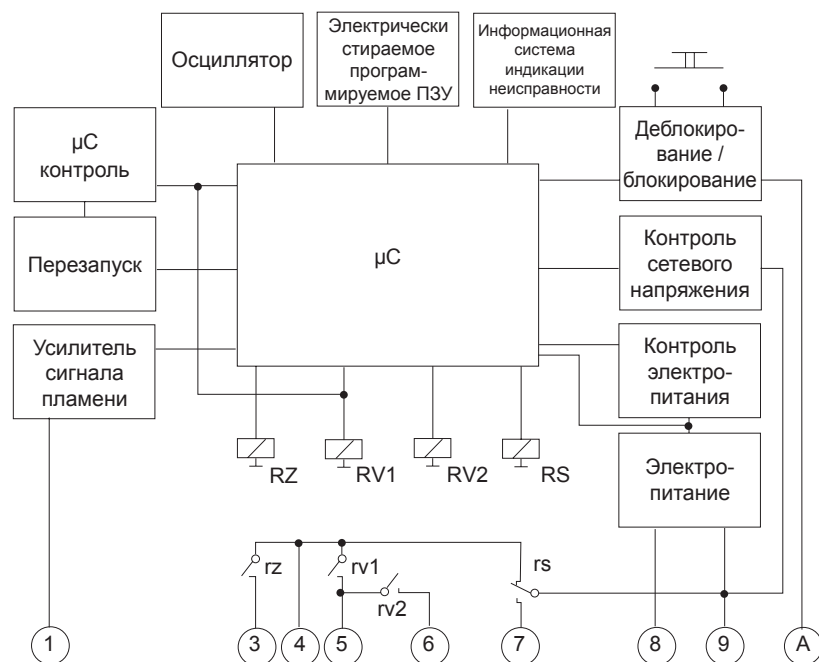 Осциллятор
Электрически
стираемое
програм-
мируемое ПЗУ
Информационная
система
индикации
неисправности
µC
контроль
Деблокиро-
вание /
блокирование
Перезапуск
µC
Контроль
сетевого
напряжения
Усилитель
сигнала
пламени
Контроль
электро-
питания
RZ
RV1
RV2
RS
Электро-
питание
rz
rv1
rv2
rs
1
3
4
5
6
7
8
9
A